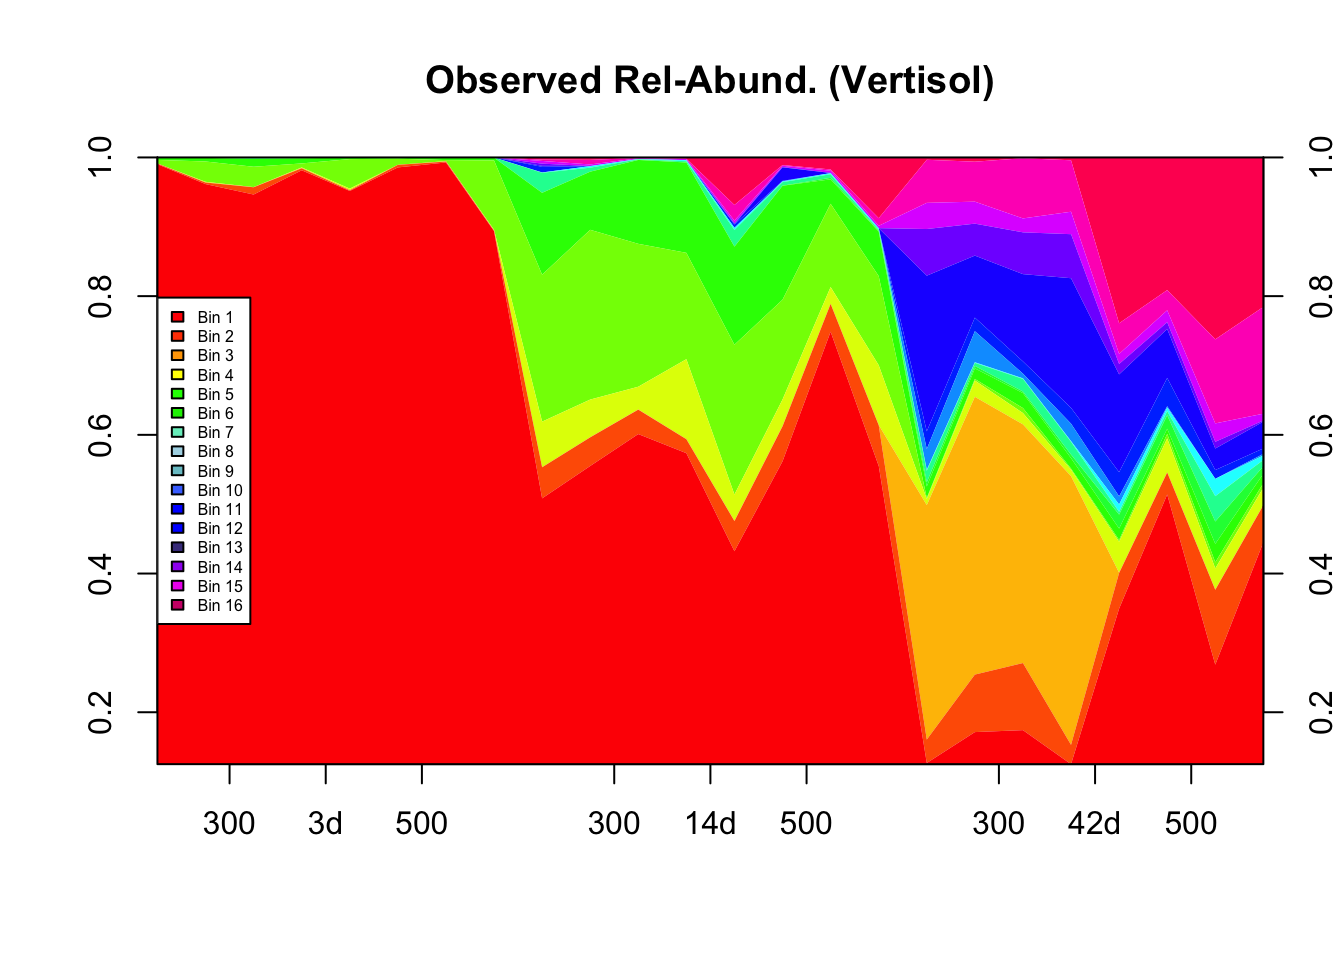 Observed Rel-Abund. (Vertisol)
1.0
0.8
0.6
0.4
0.2
1.0
0.8
0.6
0.4
0.2
Bin 1
Bin 2
Bin 3
Bin 4
Bin 5
Bin 6
Bin 7
Bin 8
Bin 9
Bin 10
Bin 11
Bin 12
Bin 13
Bin 14
Bin 15
Bin 16
300 3d 500 300 14d 500 300 42d 500